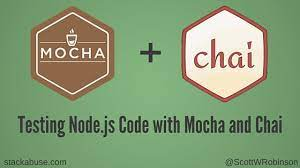 MOCHA + chai
Testing Node.js Code with Mocha and Chai
stackabuse.com @ScottWRobinson